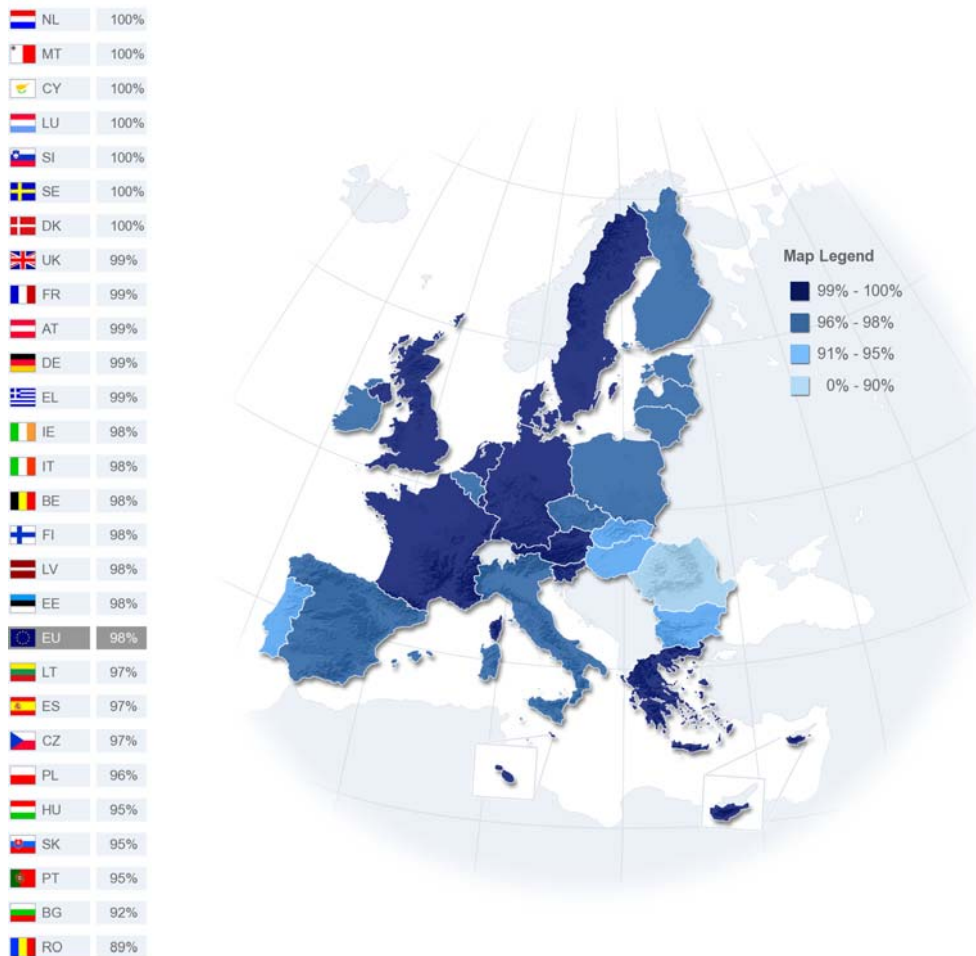 NL 100%
MT 100%
CY 100%
LU 100%
SI 100%
SE 100%
DK 100%
UK 99%
FR 99%
AT 99%
DE 99%
EL 99%
IE 98%
IT 98%
BE 98%
FI 98%
LV 98%
EE 98%
EU 98%
LT 97%
ES 97%
CZ 97%
PL 96%
HU 95%
SK 95%
PT 95%
BG 92%
RO 89%
Map Legend
99% - 100%
96% - 98%
91% - 95%
0% - 90%